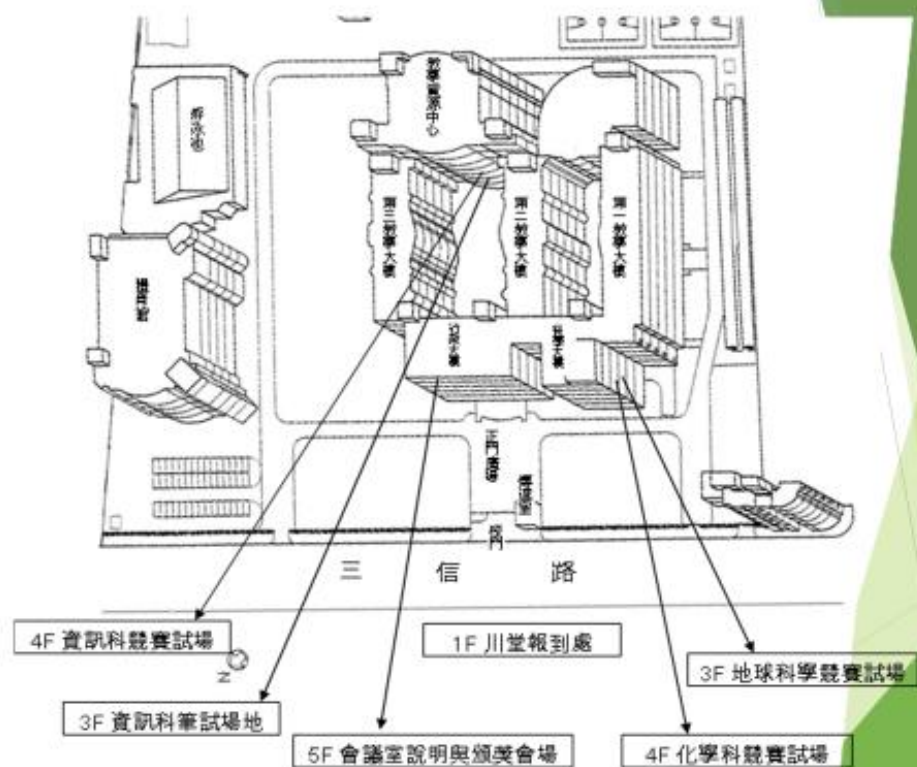 教學資源中心
游泳池
第三教學大樓
第二教學大樓
第一教學大樓
體育館
行政大樓
科學大樓
正門廣場
傳達室
校門
三信路
4F 資訊科競賽試場
1F 川堂報到處
N
3F 地球科學競賽試場
3F 資訊科筆試場地
5F 會議室說明與頒獎會場
4F 化學科競賽試場